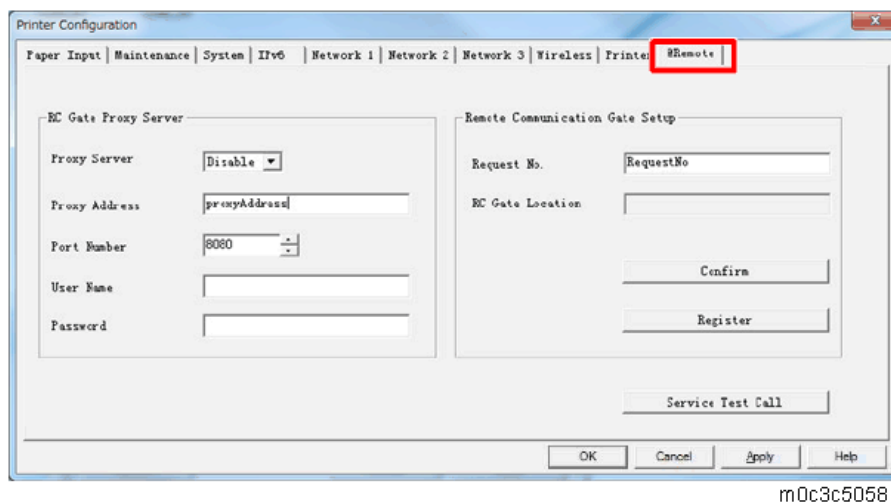 Printer Configuration
Paper Input Maintenance System IPv6 Network 1 Network 2 Network 3 Wireless Printer @Remote
RC Gate Proxy Server
Proxy Server Disable
Proxy Address proxyAddress
Port Number 8080
User Name
Password
Remote Communication Gate Setup
Request No. RequestNo
RC Gate Location
Confirm
Register
Service Test Call
OK Cancel Apply Help
m0c3c5058